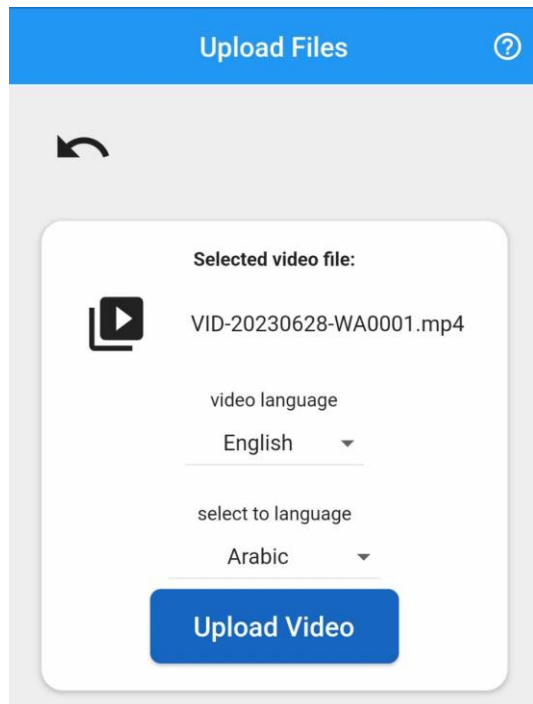 Upload Files
Selected video file:
VID-20230628-WA0001.mp4
video language
English
select to language
Arabic
Upload Video